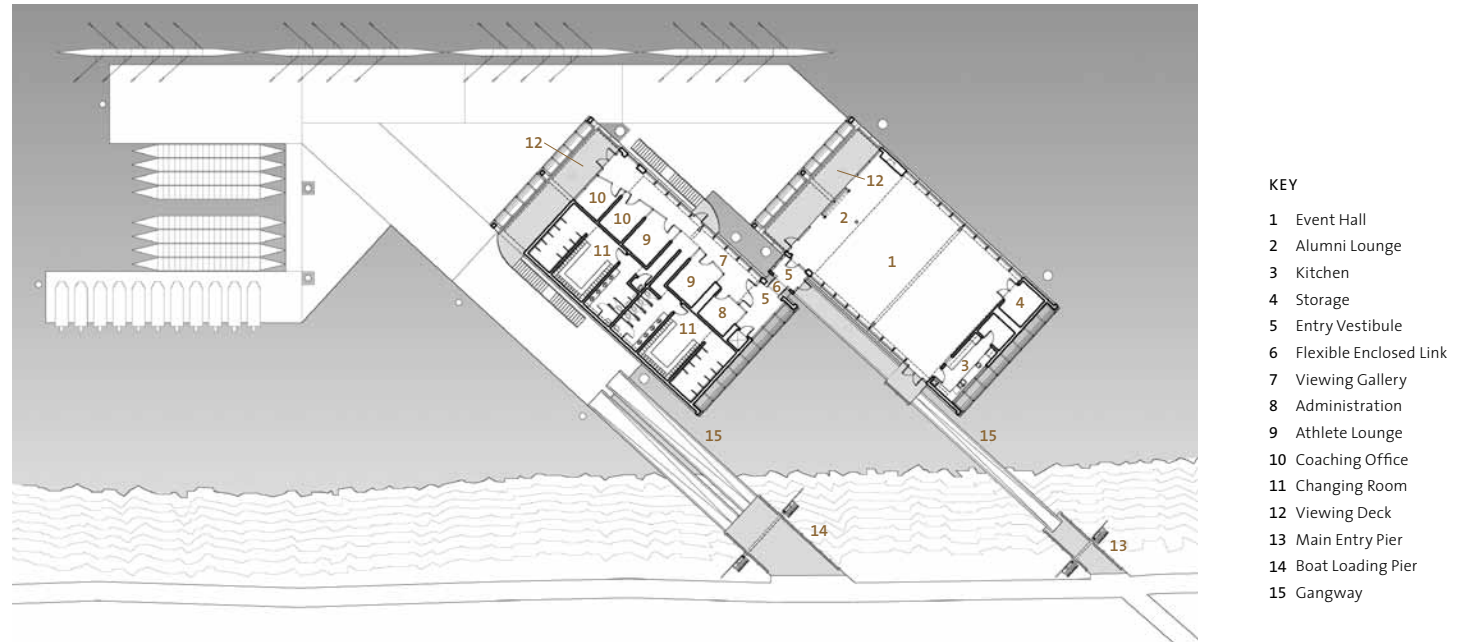 12
12
10
2
10
9
11
7
1
5
9
6
5
4
8
11
3
15
15
14
13
KEY
1 Event Hall
2 Alumni Lounge
3 Kitchen
4 Storage
5 Entry Vestibule
6 Flexible Enclosed Link
7 Viewing Gallery
8 Administration
9 Athlete Lounge
10 Coaching Office
11 Changing Room
12 Viewing Deck
13 Main Entry Pier
14 Boat Loading Pier
15 Gangway